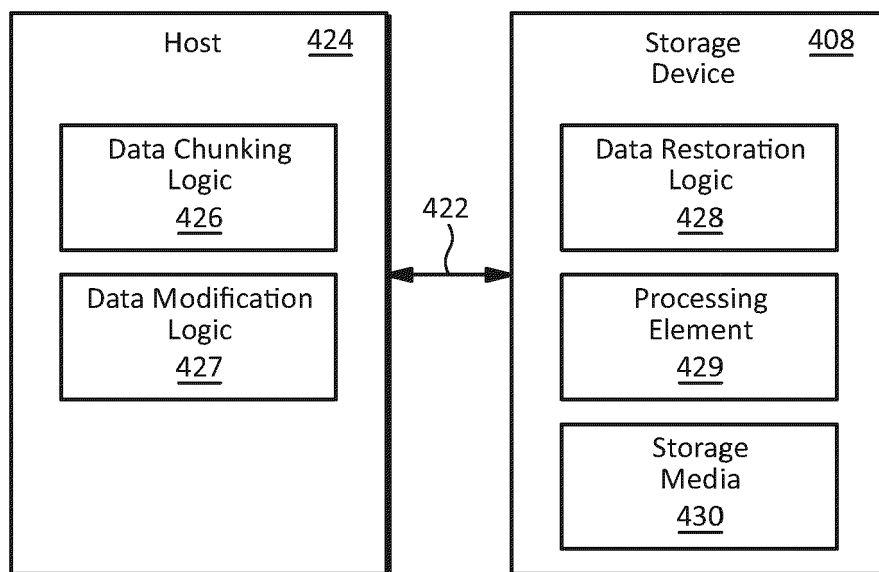 Host 424
Data Chunking
Logic
426
Data Modification
Logic
427
422
Storage 408
Device
Data Restoration
Logic
428
Processing
Element
429
Storage
Media
430